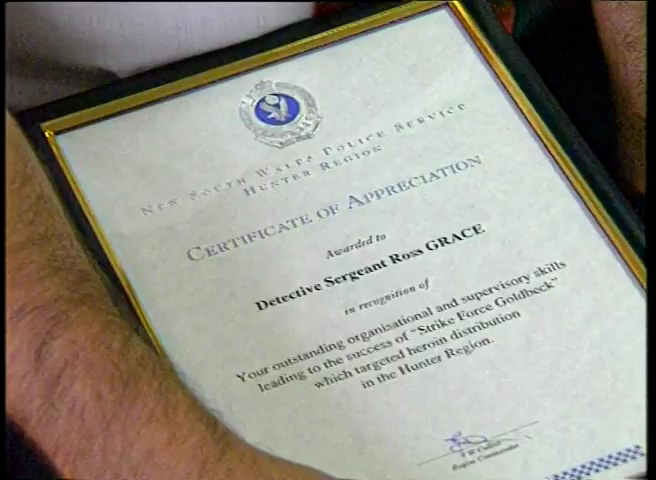 New South Wales Police Service
Hunter Region
Certificate of Appreciation
Awarded to
Detective Sergeant Ross GRACE
in recognition of
Your outstanding organisational and supervisory skills
leading to the success of "Strike Force Goldbeck"
which targeted heroin distribution
in the Hunter Region.
Region Commander